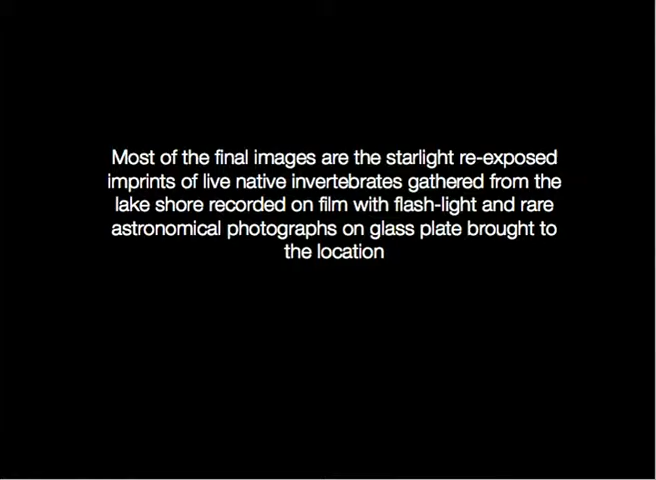 Most of the final images are the starlight re-exposed
imprints of live native invertebrates gathered from the
lake shore recorded on film with flash-light and rare
astronomical photographs on glass plate brought to
the location